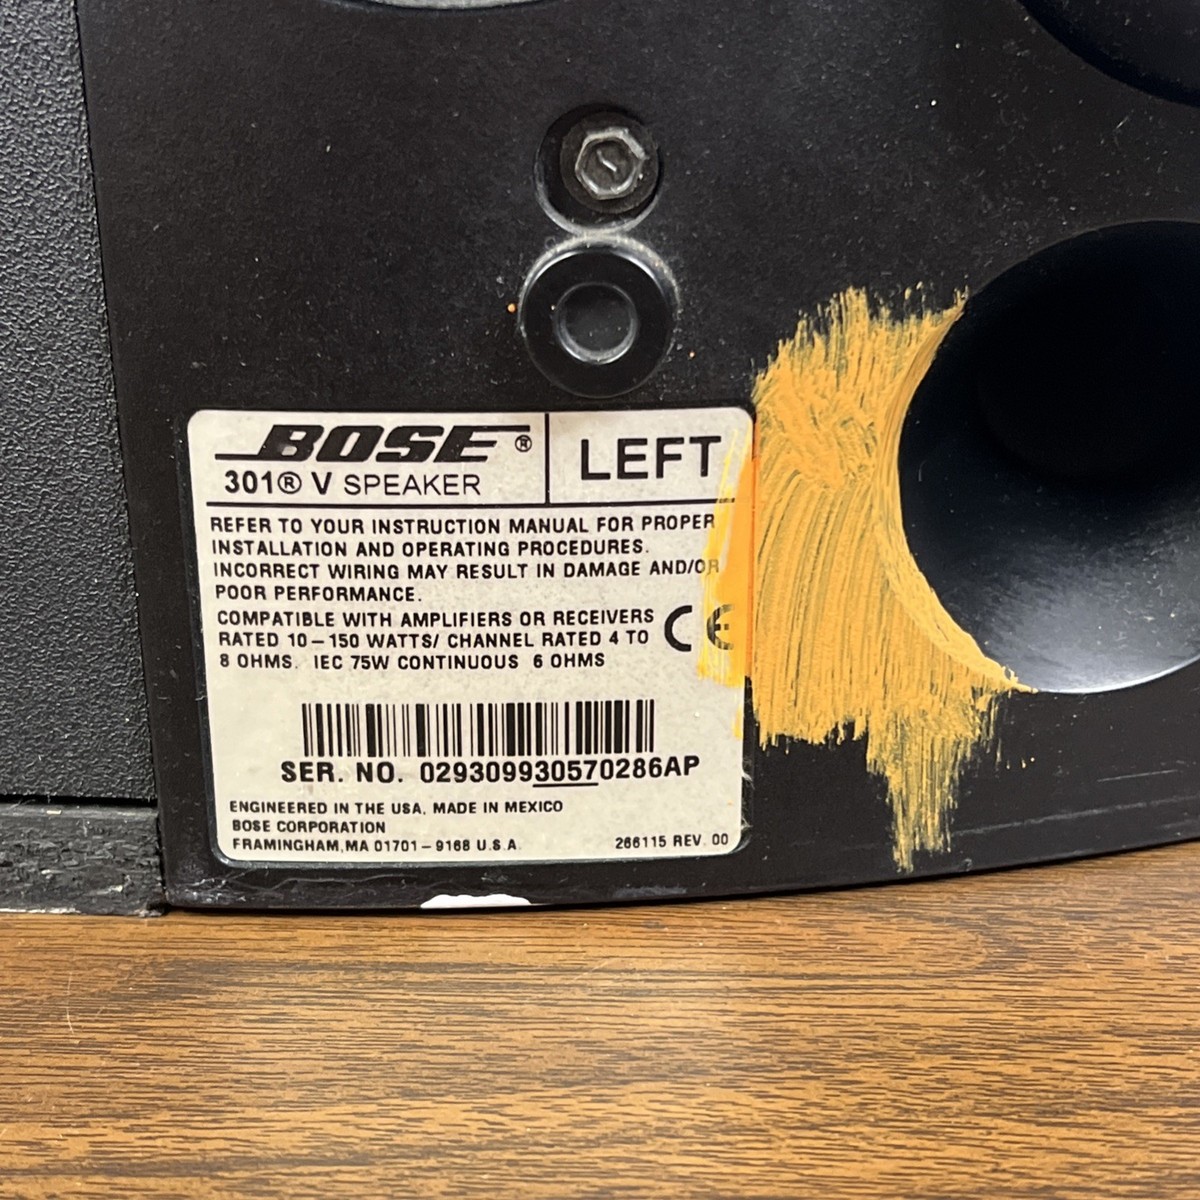 BOSE®
301® V SPEAKER
LEFT
REFER TO YOUR INSTRUCTION MANUAL FOR PROPER
INSTALLATION AND OPERATING PROCEDURES.
INCORRECT WIRING MAY RESULT IN DAMAGE AND/OR
POOR PERFORMANCE.
COMPATIBLE WITH AMPLIFIERS OR RECEIVERS
RATED 10–150 WATTS/ CHANNEL RATED 4 TO
8 OHMS. IEC 75W CONTINUOUS 6 OHMS
CE
SER. NO. 029309930570286AP
ENGINEERED IN THE USA, MADE IN MEXICO
BOSE CORPORATION
FRAMINGHAM, MA 01701–9168 U.S.A.
266115 REV. 00